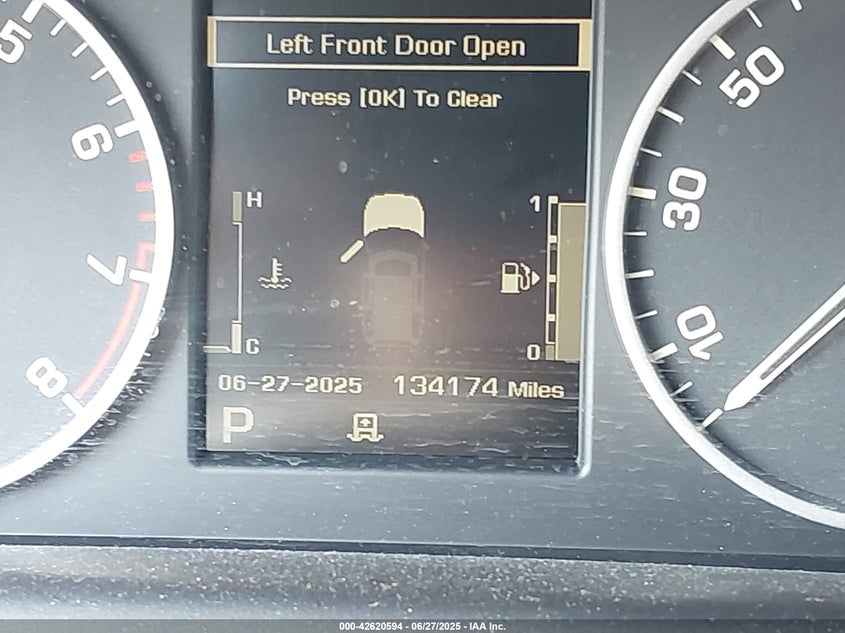 Left Front Door Open
Press [OK] To Clear
5
6
7
8
H
C
1
0
50
30
10
06-27-2025 134174 Miles
P
000-42620594 - 06/27/2025 - IAA Inc.